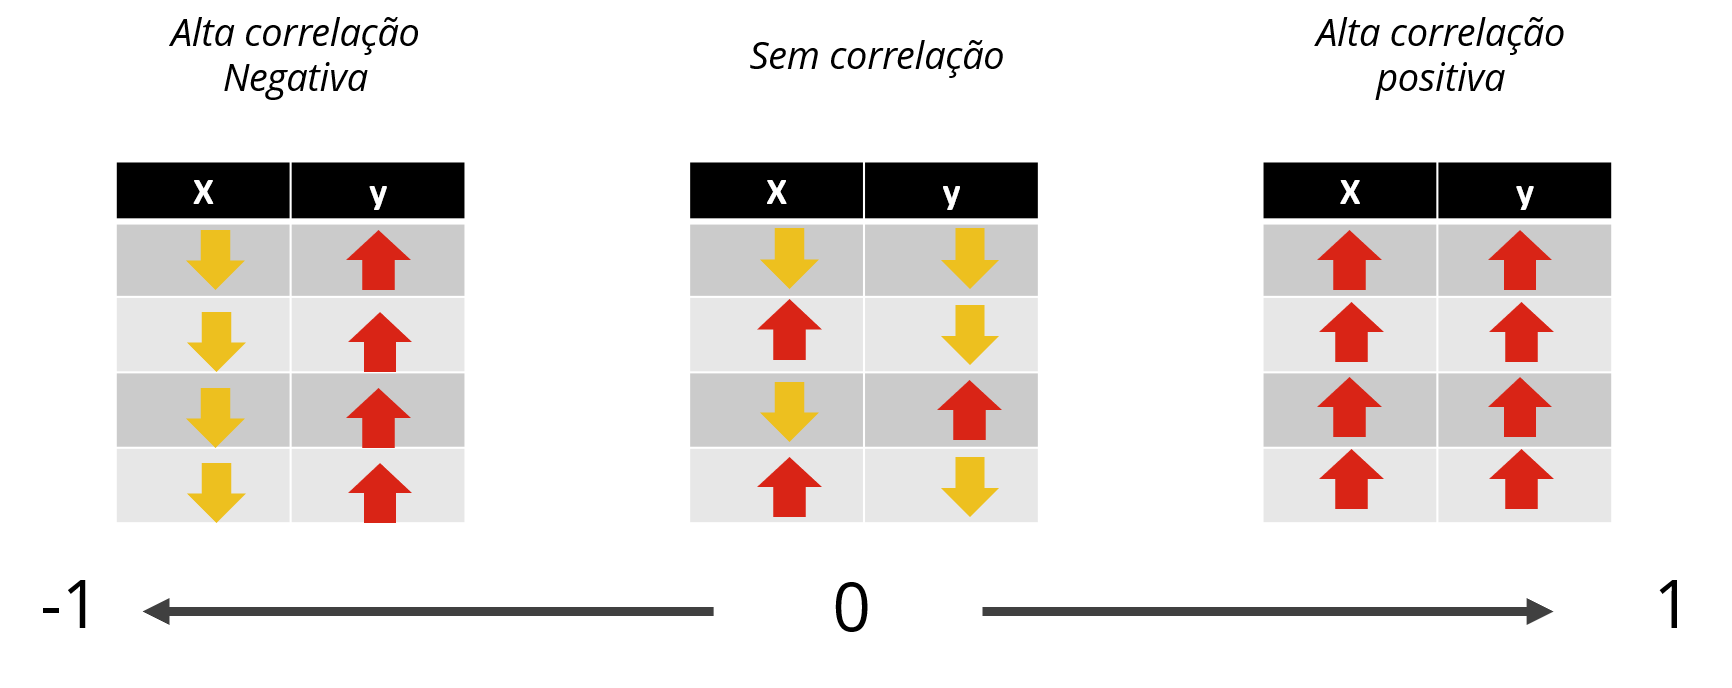 Alta correlação
Negativa
Sem correlação
Alta correlação
positiva
X y
X y
X y
-1 0 1